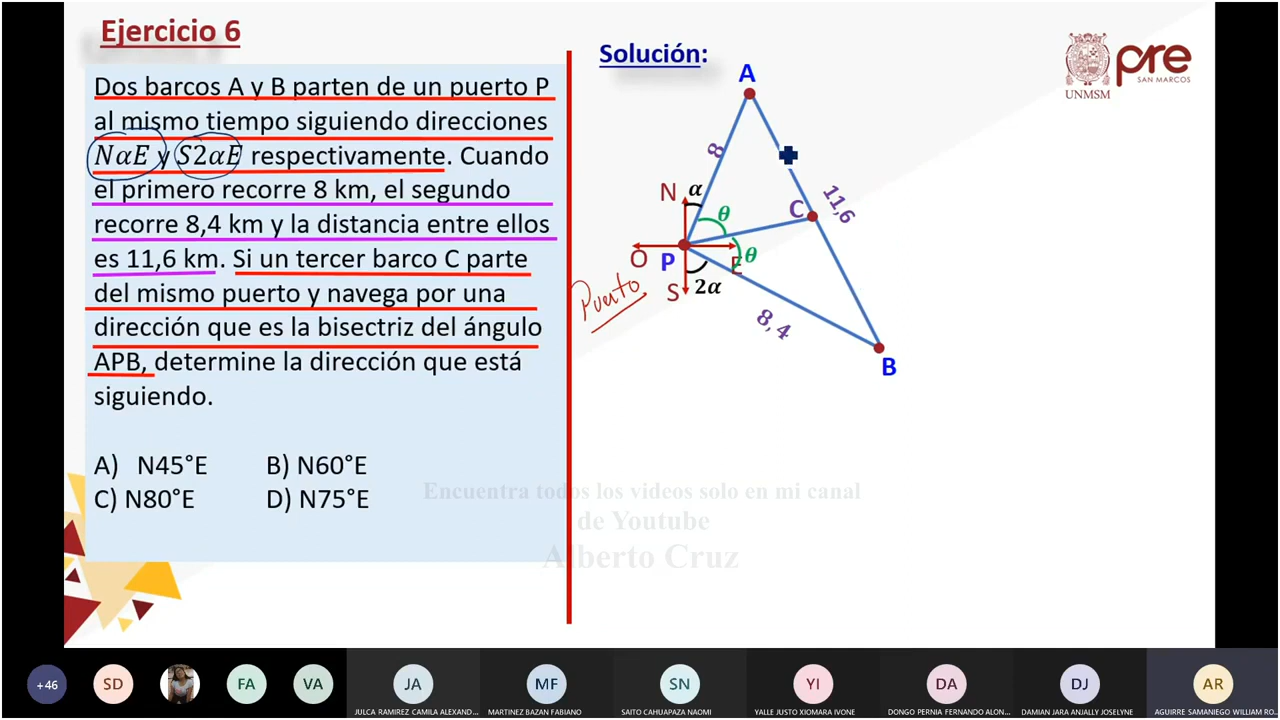 Ejercicio 6
Dos barcos A y B parten de un puerto P
al mismo tiempo siguiendo direcciones
NαE y S2αE respectivamente. Cuando
el primero recorre 8 km, el segundo
recorre 8,4 km y la distancia entre ellos
es 11,6 km. Si un tercer barco C parte
del mismo puerto y navega por una
dirección que es la bisectriz del ángulo
APB, determine la dirección que está
siguiendo.
A) N45°E B) N60°E
C) N80°E D) N75°E
Solución:
A
8
N α
θ
C
11,6
O
P
E
θ
S 2α
Puerto
8,4
B
UNMSM
pre
SAN MARCOS
Encuentra todos los videos solo en mi canal
de Youtube
Alberto Cruz
+46
SD
FA
VA
JA
JULCA RAMIREZ CAMILA ALEXAND...
MF
MARTINEZ BAZAN FABIANO
SN
SAITO CAHUAPAZA NAOMI
YI
YALLE JUSTO XIOMARA IVONE
DA
DONGO PERNIA FERNANDO ALON...
DJ
DAMIAN JARA ANJALLY JOSELYNE
AR
AGUIRRE SAMANIEGO WILLIAM RO...